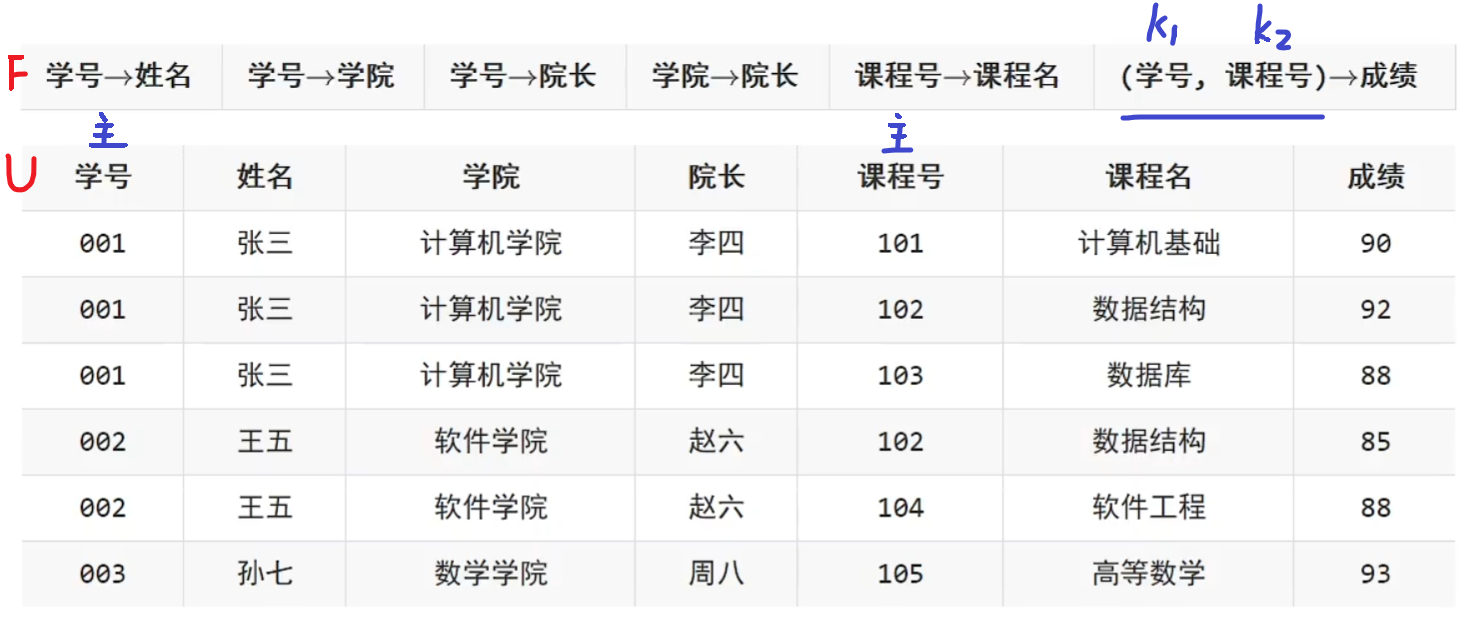 k₁ k₂
F 学号→姓名 学号→学院 学号→院长 学院→院长 课程号→课程名 (学号, 课程号)→成绩
主 主
U 学号 姓名 学院 院长 课程号 课程名 成绩
001 张三 计算机学院 李四 101 计算机基础 90
001 张三 计算机学院 李四 102 数据结构 92
001 张三 计算机学院 李四 103 数据库 88
002 王五 软件学院 赵六 102 数据结构 85
002 王五 软件学院 赵六 104 软件工程 88
003 孙七 数学学院 周八 105 高等数学 93